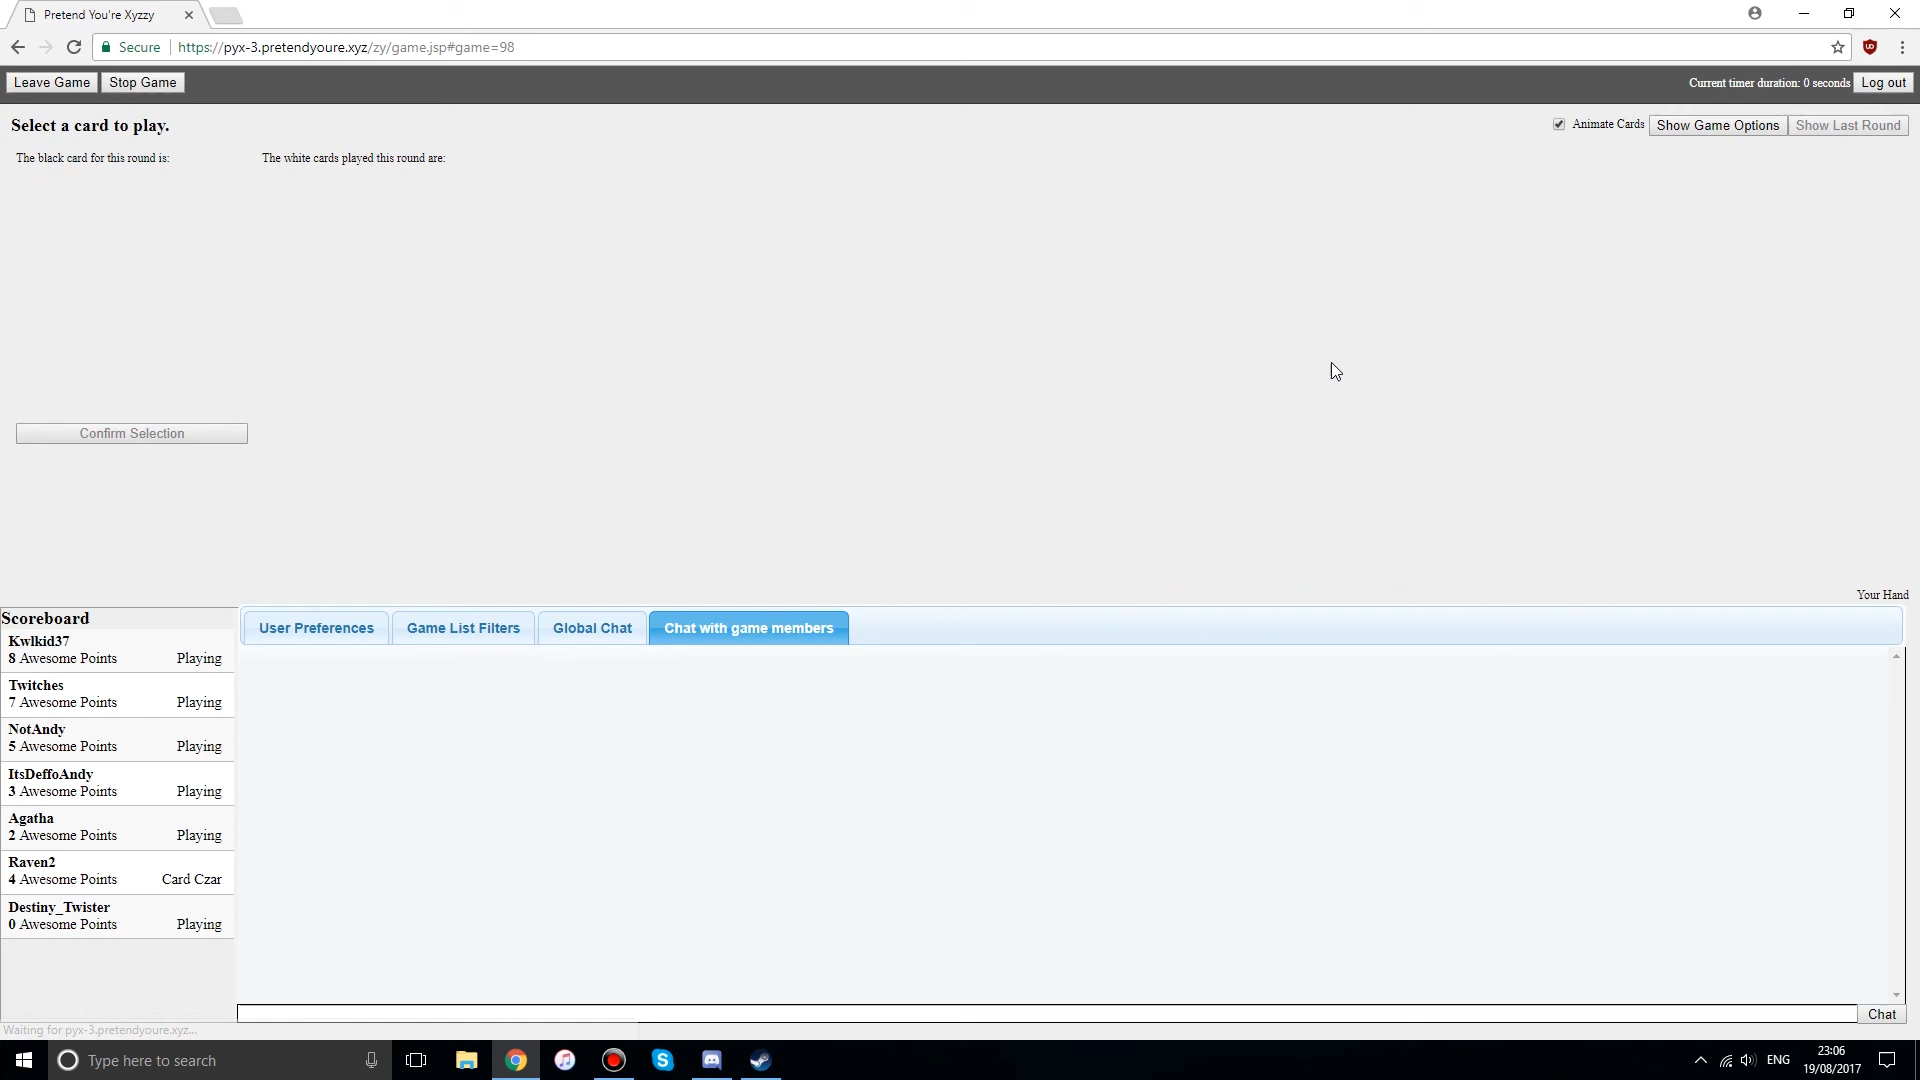 Pretend You're Xyzzy
Secure https://pyx-3.pretendyoure.xyz/zy/game.jsp#game=98
Leave Game Stop Game Current timer duration: 0 seconds Log out
Select a card to play. Animate Cards Show Game Options Show Last Round
The black card for this round is: The white cards played this round are:
Confirm Selection
Your Hand
Scoreboard
User Preferences Game List Filters Global Chat Chat with game members
Kwlkid37
8 Awesome Points Playing
Twitches
7 Awesome Points Playing
NotAndy
5 Awesome Points Playing
ItsDeffoAndy
3 Awesome Points Playing
Agatha
2 Awesome Points Playing
Raven2
4 Awesome Points Card Czar
Destiny_Twister
0 Awesome Points Playing
Chat
Waiting for pyx-3.pretendyoure.xyz...
Type here to search
ENG
23:06
19/08/2017